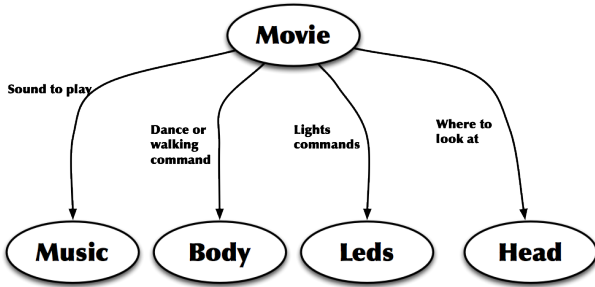 Movie
Sound to play
Dance or
walking
command
Lights
commands
Where to
look at
Music
Body
Leds
Head